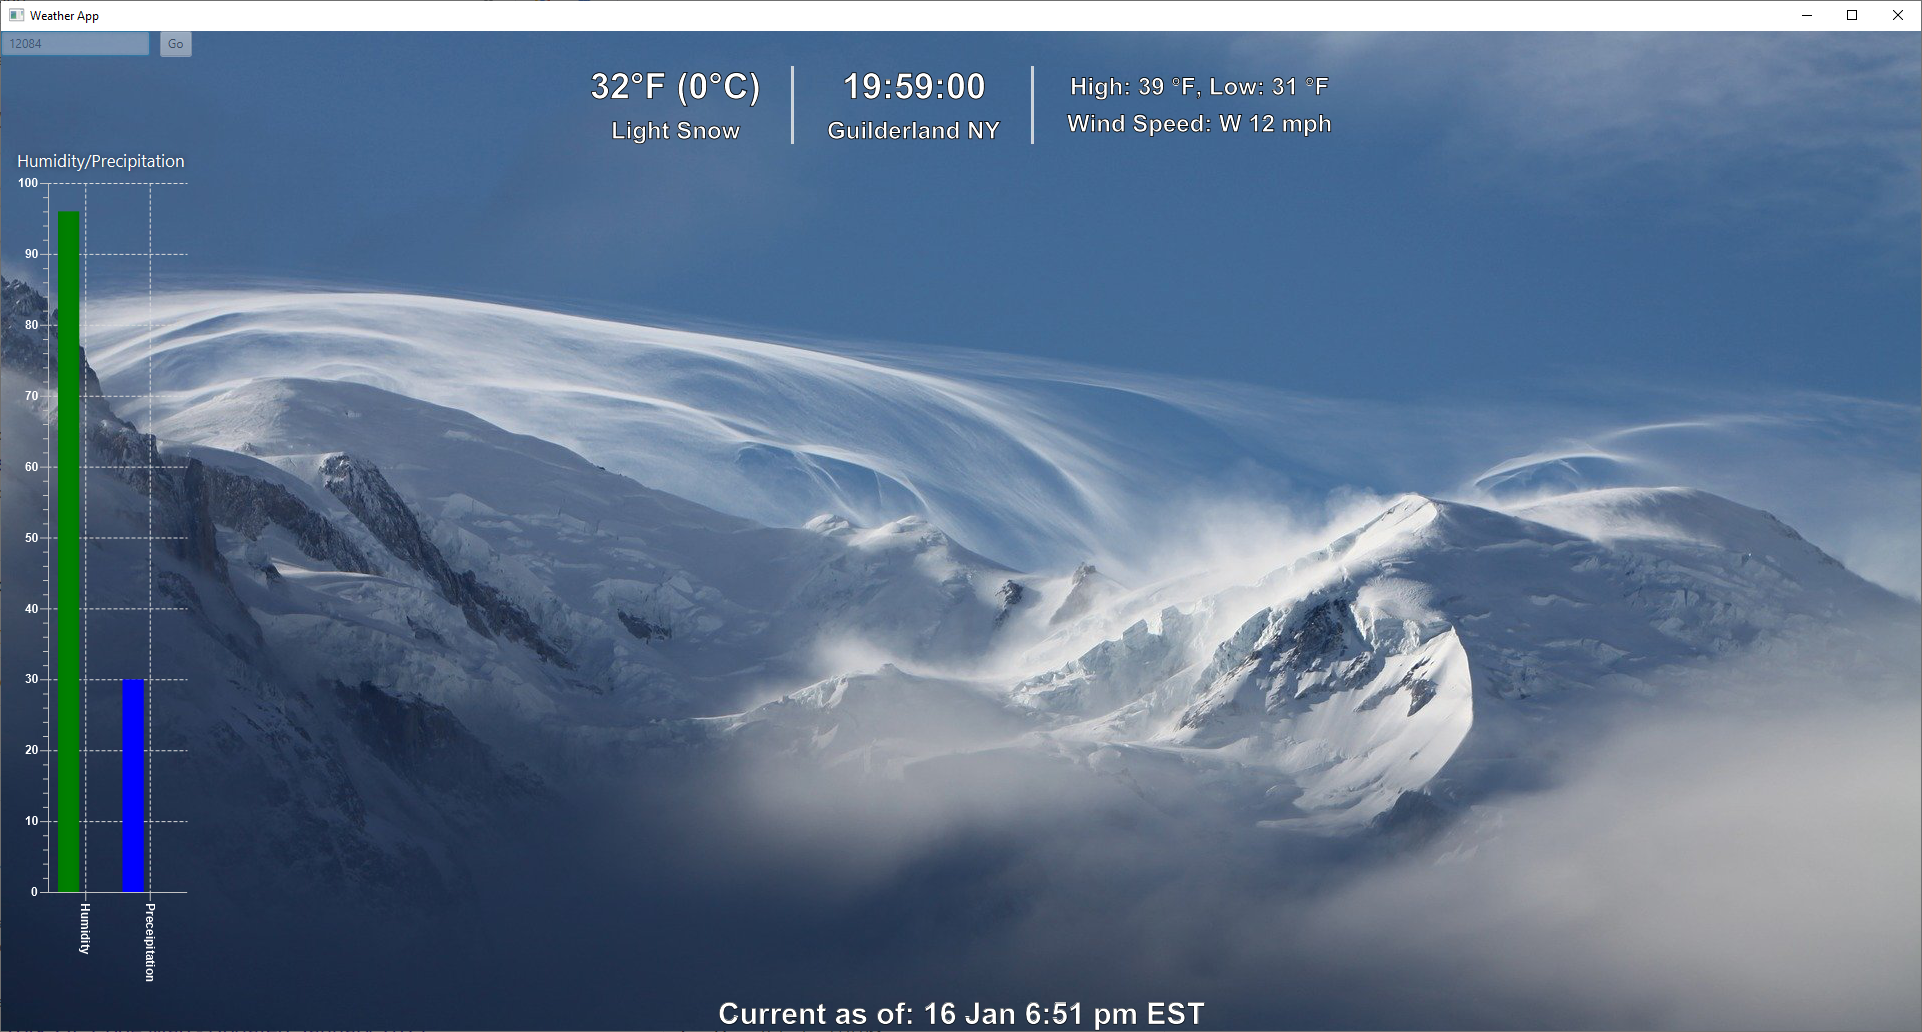 Weather App
12084
Go
32°F (0°C)
Light Snow
19:59:00
Guilderland NY
High: 39 °F, Low: 31 °F
Wind Speed: W 12 mph
Humidity/Precipitation
100
90
80
70
60
50
40
30
20
10
0
Humidity
Preceipitation
Current as of: 16 Jan 6:51 pm EST